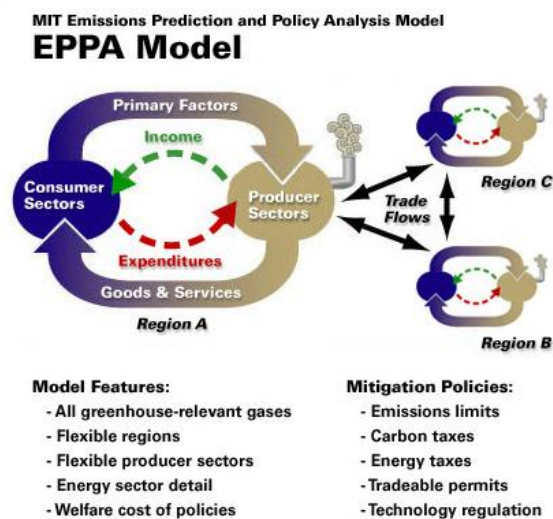 MIT Emissions Prediction and Policy Analysis Model
EPPA Model
Primary Factors
Income
Consumer
Sectors
Producer
Sectors
Expenditures
Goods & Services
Region A
Trade
Flows
Region C
Region B
Model Features:
- All greenhouse-relevant gases
- Flexible regions
- Flexible producer sectors
- Energy sector detail
- Welfare cost of policies
Mitigation Policies:
- Emissions limits
- Carbon taxes
- Energy taxes
- Tradeable permits
- Technology regulation